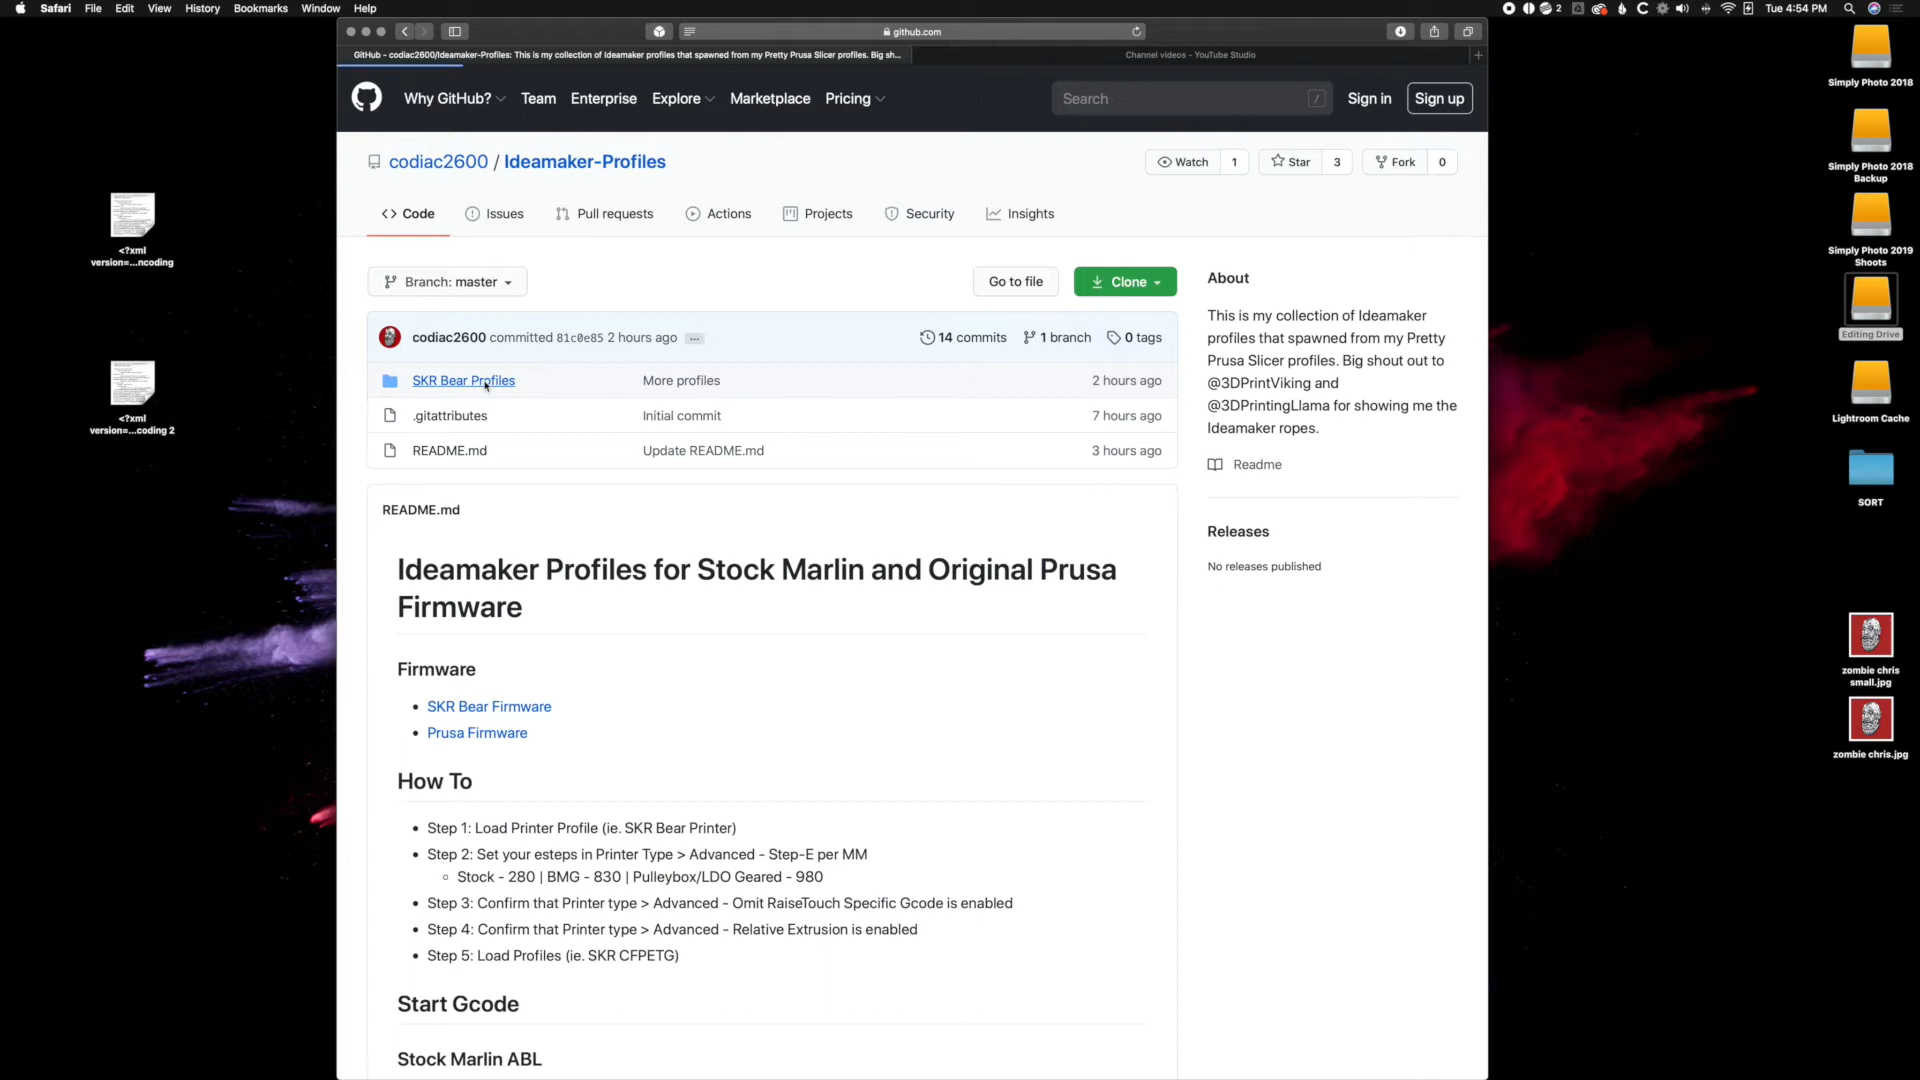 Safari File Edit View History Bookmarks Window Help
2
Tue 4:54 PM
github.com
GitHub - codiac2600/Ideamaker-Profiles: This is my collection of Ideamaker profiles that spawned from my Pretty Prusa Slicer profiles. Big sh...
Channel videos - YouTube Studio
Why GitHub? Team Enterprise Explore Marketplace Pricing
Search /
Sign in
Sign up
codiac2600 / Ideamaker-Profiles
Watch 1
Star 3
Fork 0
Code Issues Pull requests Actions Projects Security Insights
Branch: master
Go to file
Clone
codiac2600 committed 81c0e85 2 hours ago ...
14 commits 1 branch 0 tags
SKR Bear Profiles More profiles 2 hours ago
.gitattributes Initial commit 7 hours ago
README.md Update README.md 3 hours ago
README.md
Ideamaker Profiles for Stock Marlin and Original Prusa
Firmware
Firmware
• SKR Bear Firmware
• Prusa Firmware
How To
• Step 1: Load Printer Profile (ie. SKR Bear Printer)
• Step 2: Set your esteps in Printer Type > Advanced - Step-E per MM
◦ Stock - 280 | BMG - 830 | Pulleybox/LDO Geared - 980
• Step 3: Confirm that Printer type > Advanced - Omit RaiseTouch Specific Gcode is enabled
• Step 4: Confirm that Printer type > Advanced - Relative Extrusion is enabled
• Step 5: Load Profiles (ie. SKR CFPETG)
Start Gcode
Stock Marlin ABL
About
This is my collection of Ideamaker
profiles that spawned from my Pretty
Prusa Slicer profiles. Big shout out to
@3DPrintViking and
@3DPrintingLlama for showing me the
Ideamaker ropes.
Readme
Releases
No releases published
<?xml
version=...ncoding
<?xml
version=...coding 2
Simply Photo 2018
Simply Photo 2018
Backup
Simply Photo 2019
Shoots
Editing Drive
Lightroom Cache
SORT
zombie chris
small.jpg
zombie chris.jpg